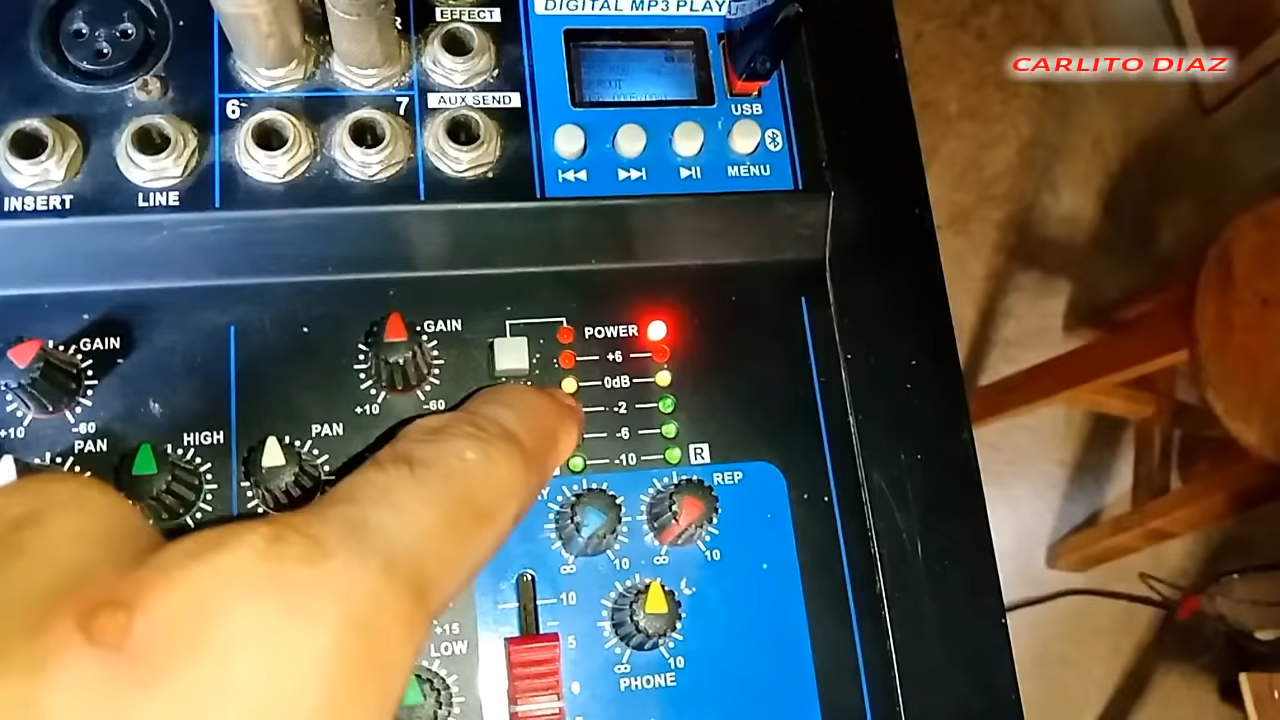 EFFECT
DIGITAL MP3 PLAY
CARLITO DIAZ
6
7
AUX SEND
USB
MENU
INSERT
LINE
GAIN
+10
-60
PAN
HIGH
GAIN
+10
-60
PAN
POWER
+6
0dB
-2
-6
-10
R
REP
∞
10
∞
10
10
5
0
∞
10
PHONE
+15
LOW